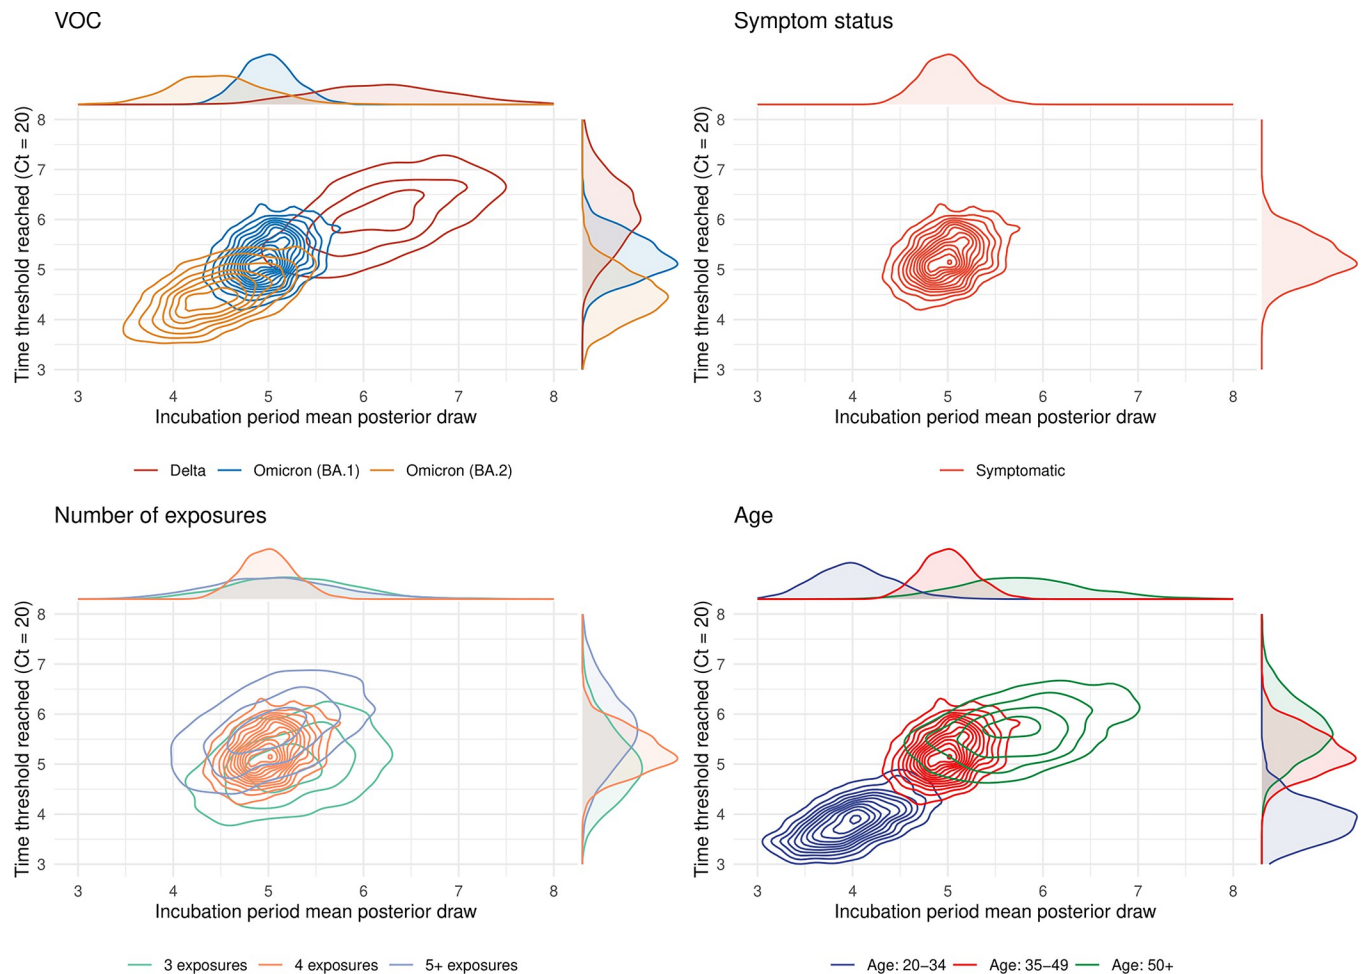 VOC
Time threshold reached (Ct = 20)
8
7
6
5
4
3
3 4 5 6 7 8
Incubation period mean posterior draw
Delta Omicron (BA.1) Omicron (BA.2)
Symptom status
Time threshold reached (Ct = 20)
8
7
6
5
4
3
3 4 5 6 7 8
Incubation period mean posterior draw
Symptomatic
Number of exposures
Time threshold reached (Ct = 20)
8
7
6
5
4
3
3 4 5 6 7 8
Incubation period mean posterior draw
3 exposures 4 exposures 5+ exposures
Age
Time threshold reached (Ct = 20)
8
7
6
5
4
3
3 4 5 6 7 8
Incubation period mean posterior draw
Age: 20–34 Age: 35–49 Age: 50+